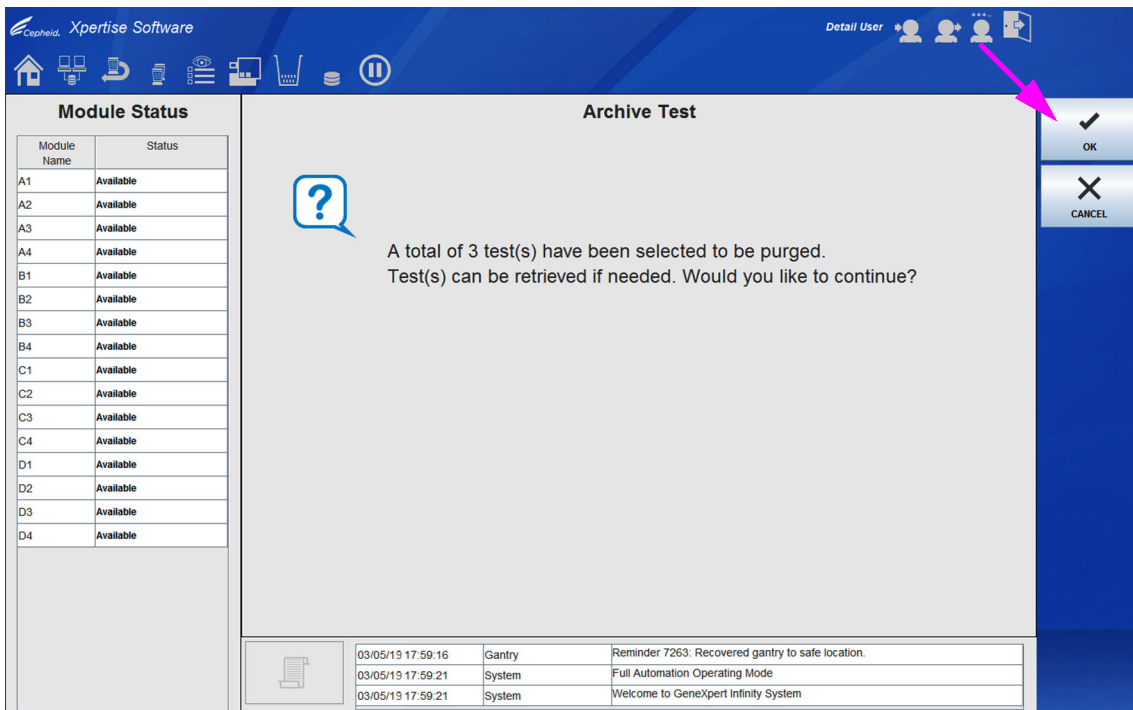 Cepheid. Xpertise Software
Detail User
Module Status
Archive Test
Module Name
Status
A1 Available
A2 Available
A3 Available
A4 Available
B1 Available
B2 Available
B3 Available
B4 Available
C1 Available
C2 Available
C3 Available
C4 Available
D1 Available
D2 Available
D3 Available
D4 Available
?
A total of 3 test(s) have been selected to be purged.
Test(s) can be retrieved if needed. Would you like to continue?
OK
CANCEL
03/05/19 17:59:16 Gantry Reminder 7263: Recovered gantry to safe location.
03/05/19 17:59:21 System Full Automation Operating Mode
03/05/19 17:59:21 System Welcome to GeneXpert Infinity System